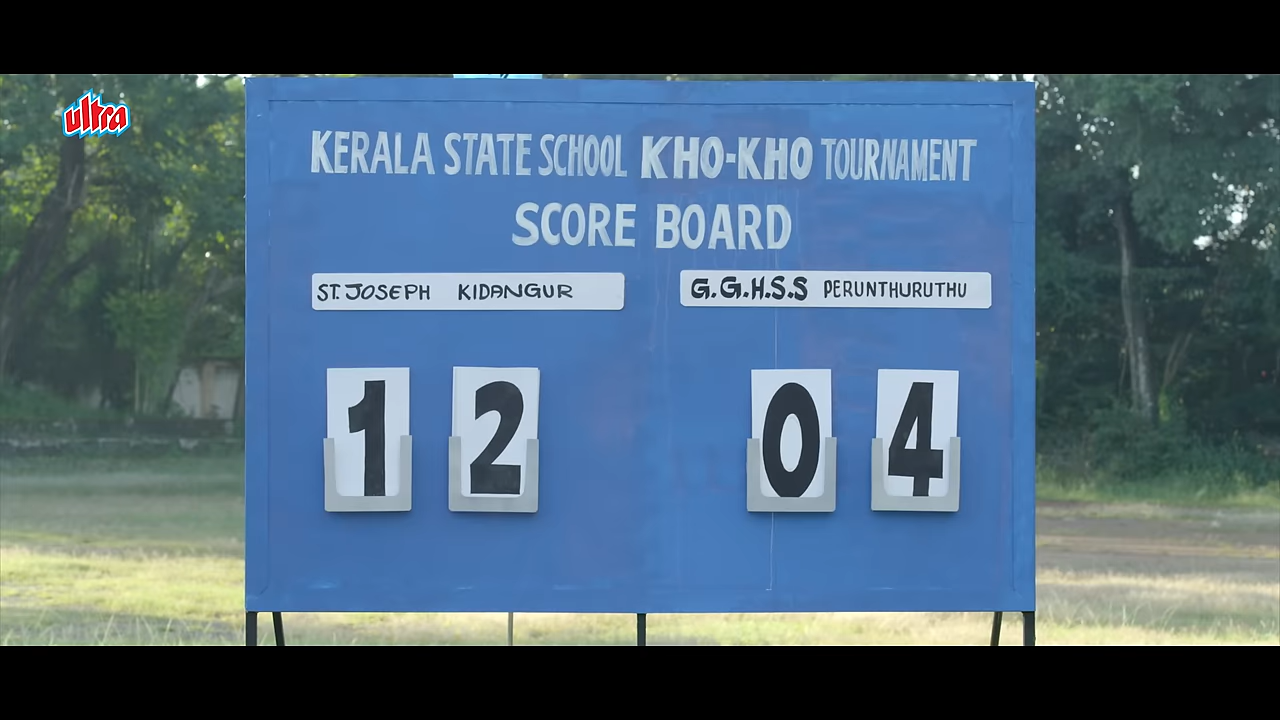 ultra
KERALA STATE SCHOOL KHO-KHO TOURNAMENT
SCORE BOARD
ST. JOSEPH KIDANGUR
G.G.H.S.S PERUNTHURUTHU
12
04